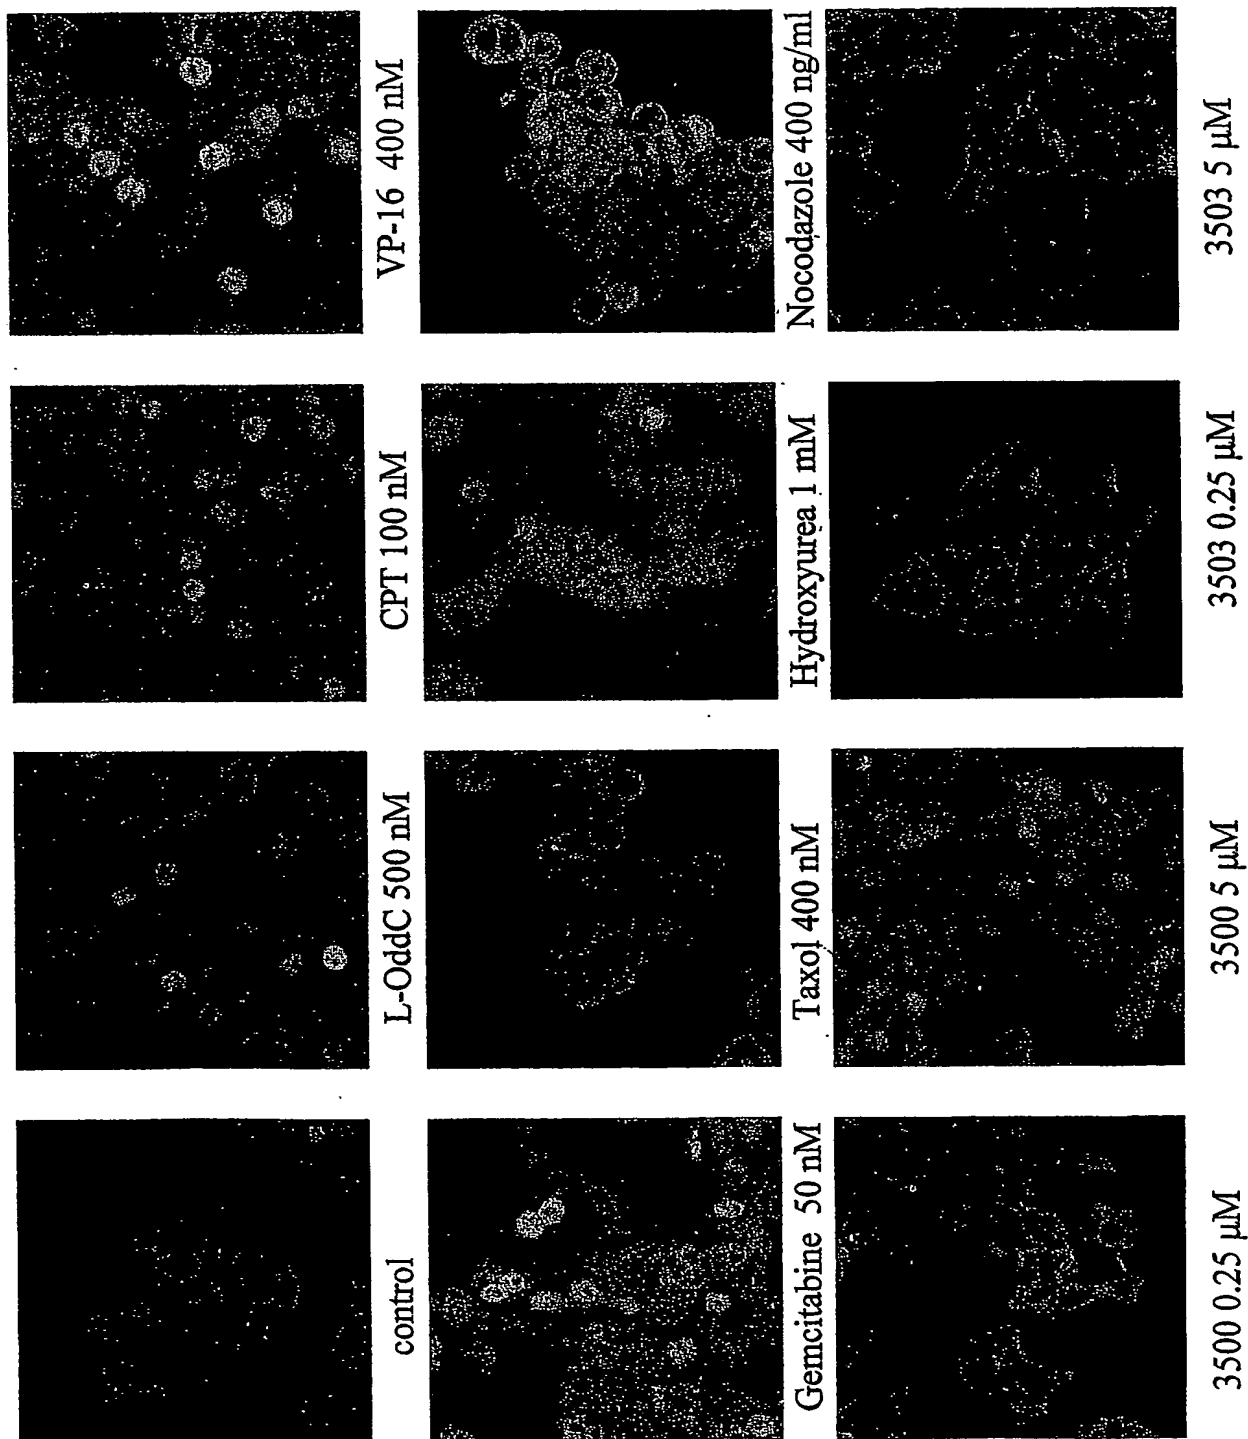 control
L-OddC 500 nM
CPT 100 nM
VP-16 400 nM
Gemcitabine 50 nM
Taxol 400 nM
Hydroxyurea 1 mM
Nocodazole 400 ng/ml
3500 0.25 µM
3500 5 µM
3503 0.25 µM
3503 5 µM